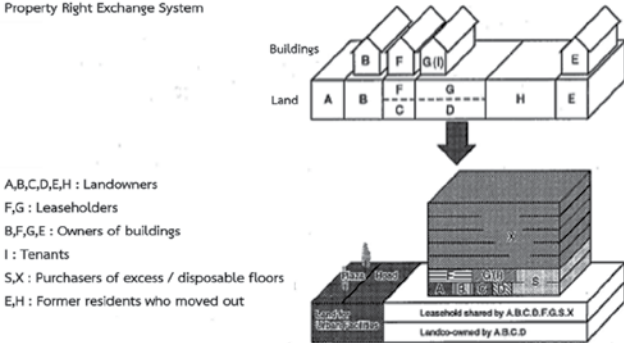 Property Right Exchange System
Buildings
B F G(I) E
Land
A B F G H E
C D
A,B,C,D,E,H : Landowners
F,G : Leaseholders
B,F,G,E : Owners of buildings
I : Tenants
S,X : Purchasers of excess / disposable floors
E,H : Former residents who moved out
X
F G(I) S
A B C D
Plaza Road
Land for
Urban Facilities
Leasehold shared by A.B.C.D.F.G.S.X
Landco-owned by A.B.C.D